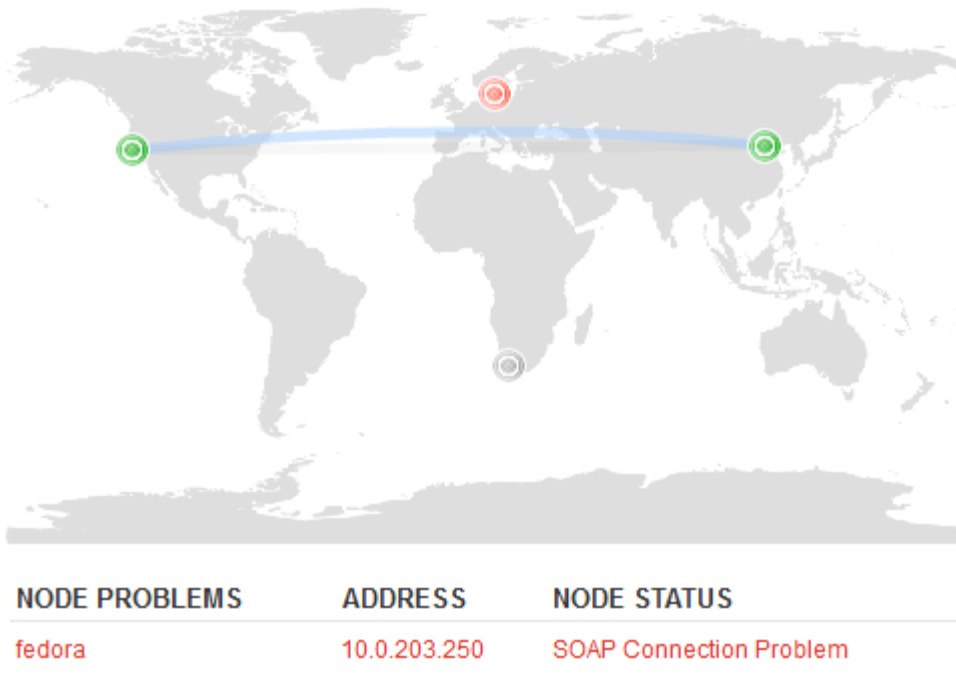 NODE PROBLEMS ADDRESS NODE STATUS
fedora 10.0.203.250 SOAP Connection Problem